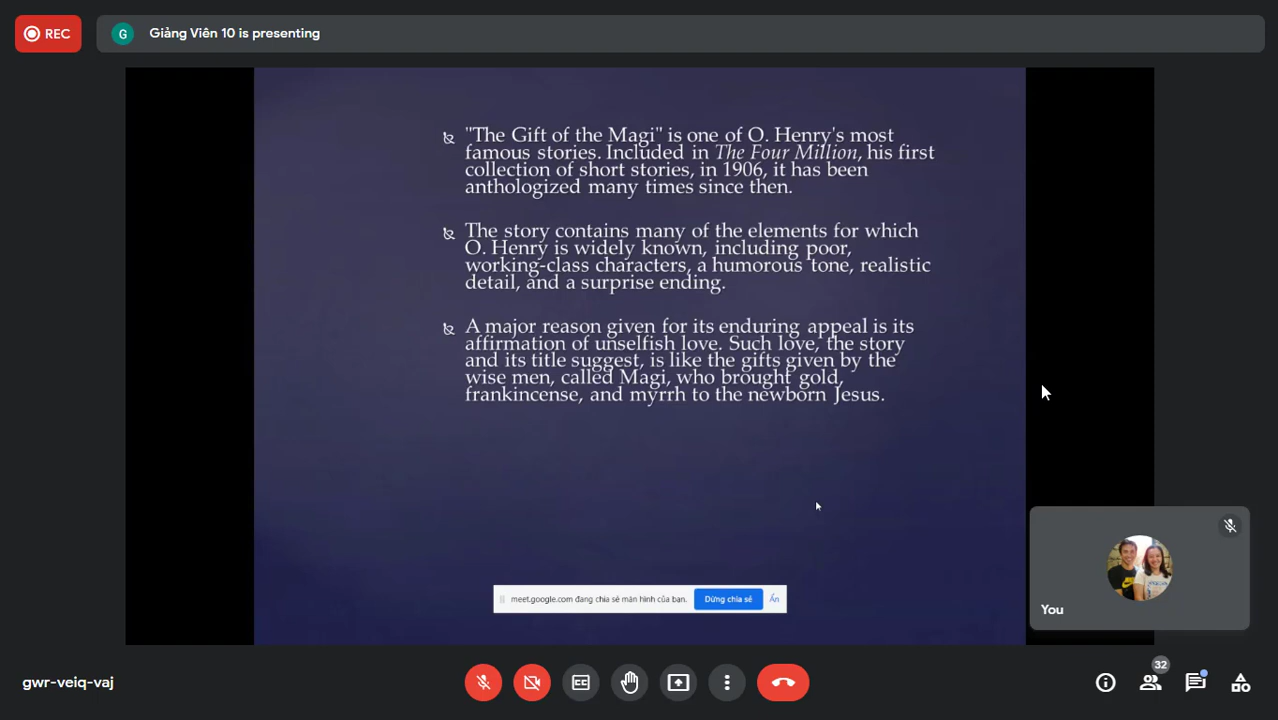 REC
G
Giảng Viên 10 is presenting
"The Gift of the Magi" is one of O. Henry's most
famous stories. Included in The Four Million, his first
collection of short stories, in 1906, it has been
anthologized many times since then.
The story contains many of the elements for which
O. Henry is widely known, including poor,
working-class characters, a humorous tone, realistic
detail, and a surprise ending.
A major reason given for its enduring appeal is its
affirmation of unselfish love. Such love, the story
and its title suggest, is like the gifts given by the
wise men, called Magi, who brought gold,
frankincense, and myrrh to the newborn Jesus.
meet.google.com đang chia sẻ màn hình của bạn.
Dừng chia sẻ
Ẩn
You
gwr-veiq-vaj
CC
32